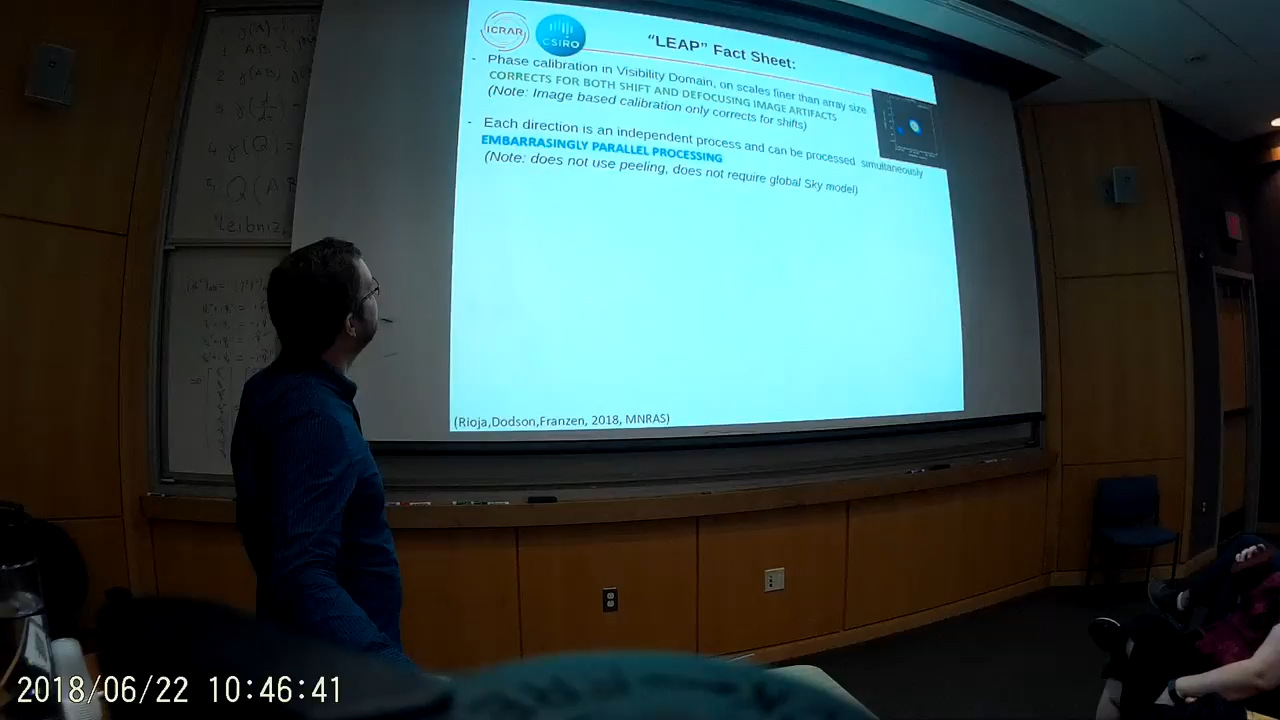 ICRAR
CSIRO
"LEAP" Fact Sheet:
- Phase calibration in Visibility Domain, on scales finer than array size
CORRECTS FOR BOTH SHIFT AND DEFOCUSING IMAGE ARTIFACTS
(Note: Image based calibration only corrects for shifts)
- Each direction is an independent process and can be processed simultaneously
EMBARRASINGLY PARALLEL PROCESSING
(Note: does not use peeling, does not require global Sky model)
(Rioja,Dodson,Franzen, 2018, MNRAS)
Leibniz
2018/06/22 10:46:41